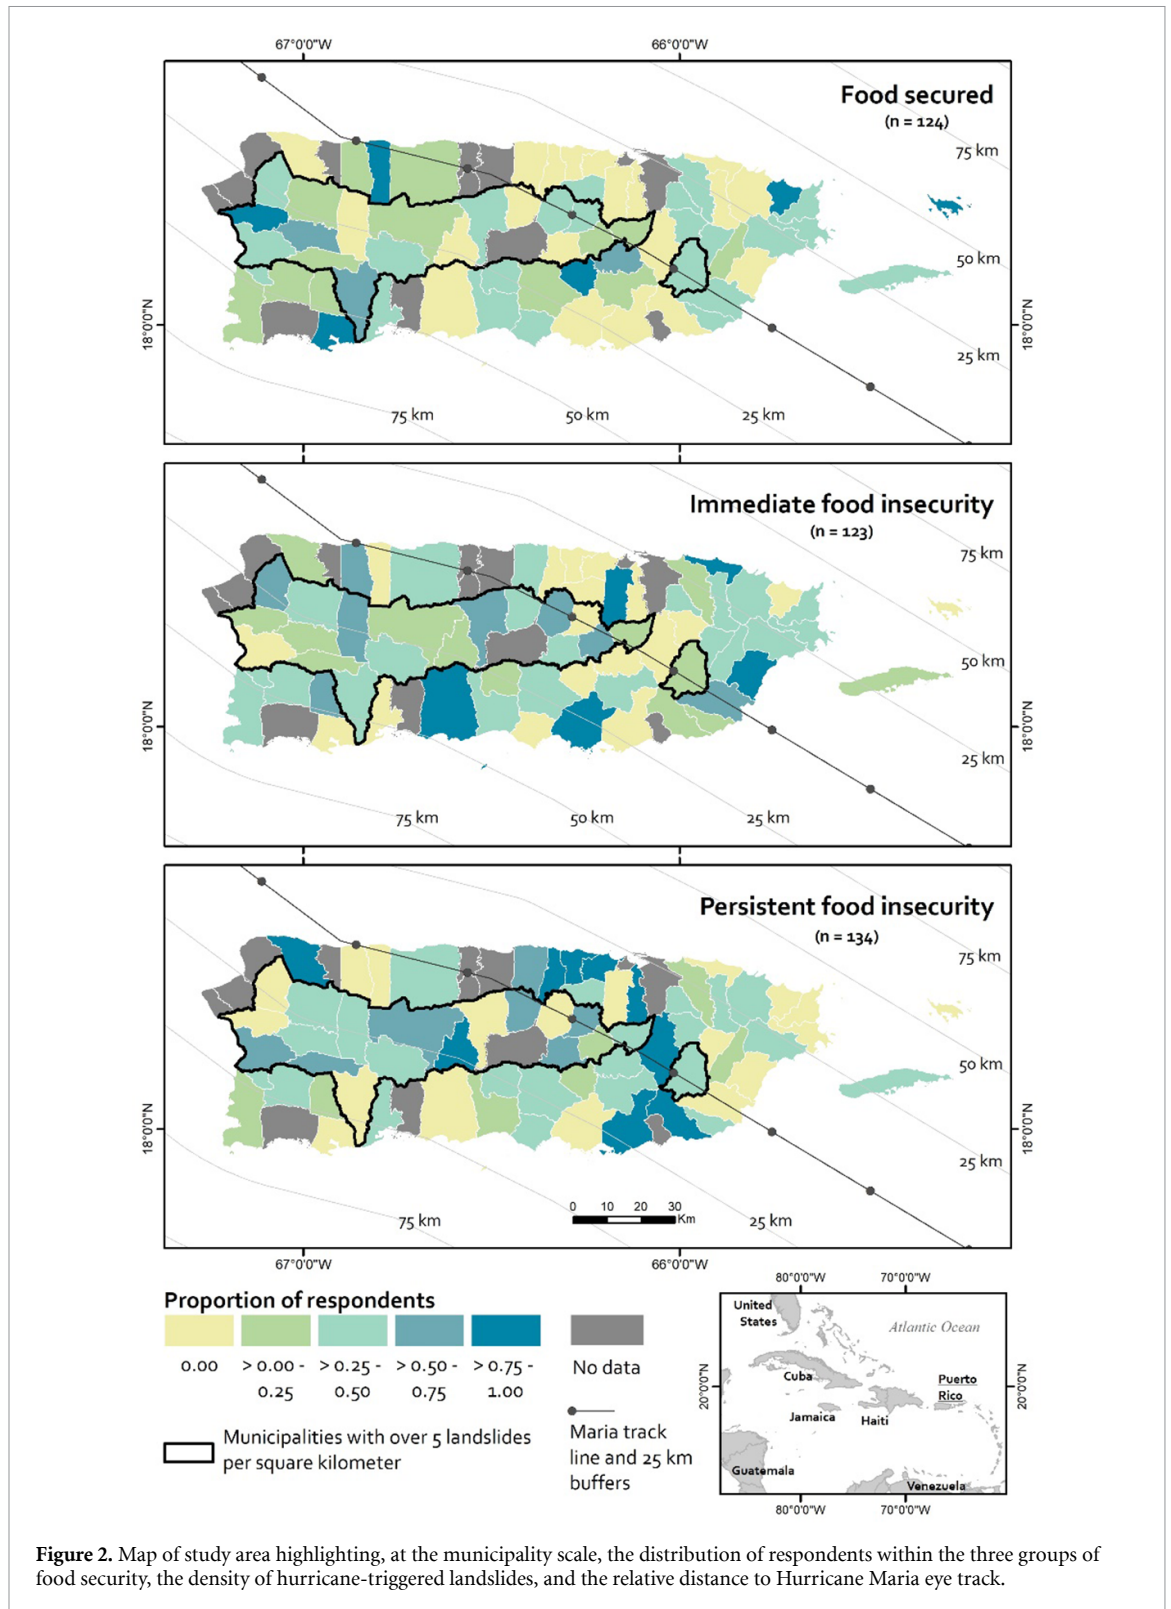 67°0'0"W
66°0'0"W
Food secured
(n = 124)
75 km
50 km
25 km
18°0'0"N
18°0'0"N
75 km
50 km
25 km
Immediate food insecurity
(n = 123)
75 km
50 km
25 km
18°0'0"N
18°0'0"N
75 km
50 km
25 km
Persistent food insecurity
(n = 134)
75 km
50 km
25 km
18°0'0"N
18°0'0"N
75 km
0 10 20 30
Km
25 km
67°0'0"W
66°0'0"W
Proportion of respondents
0.00
> 0.00 -
0.25
> 0.25 -
0.50
> 0.50 -
0.75
> 0.75 -
1.00
No data
Municipalities with over 5 landslides
per square kilometer
Maria track
line and 25 km
buffers
80°0'0"W
70°0'0"W
United
States
Atlantic Ocean
Cuba
Puerto
Rico
Jamaica
Haiti
Guatemala
Venezuela
20°0'0"N
20°0'0"N
80°0'0"W
70°0'0"W
Figure 2. Map of study area highlighting, at the municipality scale, the distribution of respondents within the three groups of
food security, the density of hurricane-triggered landslides, and the relative distance to Hurricane Maria eye track.